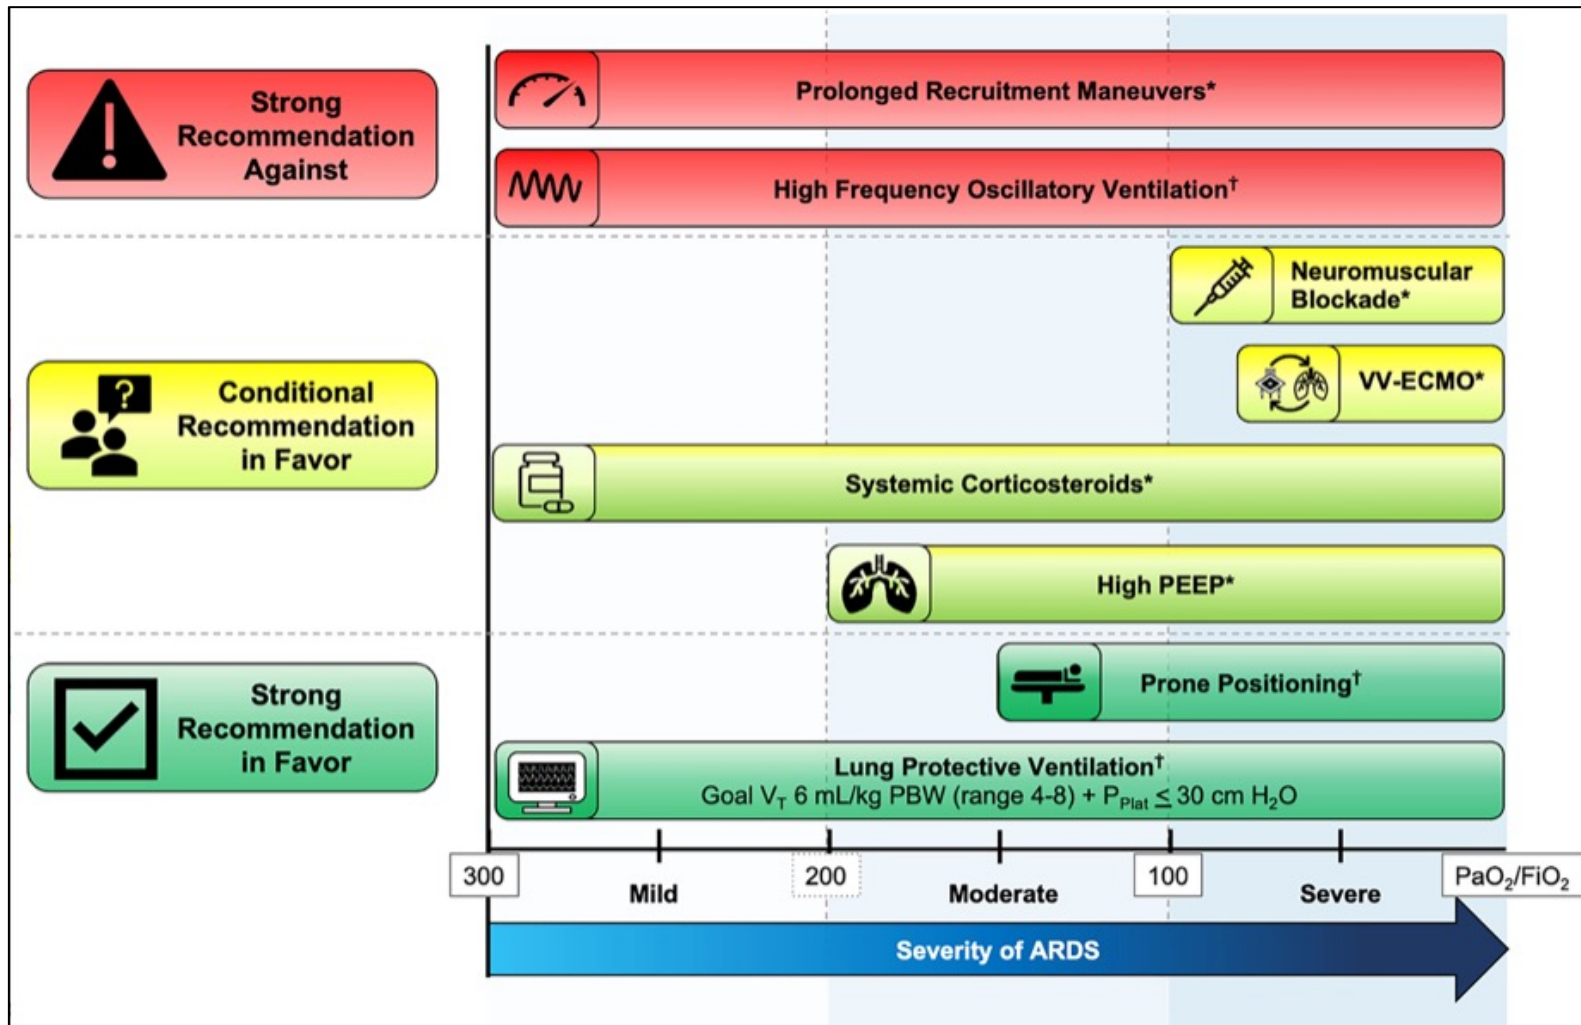 Strong
Recommendation
Against
Prolonged Recruitment Maneuvers*
High Frequency Oscillatory Ventilation†
Conditional
Recommendation
in Favor
?
Neuromuscular
Blockade*
VV-ECMO*
Systemic Corticosteroids*
High PEEP*
Strong
Recommendation
in Favor
Prone Positioning†
Lung Protective Ventilation†
Goal VT 6 mL/kg PBW (range 4-8) + PPlat ≤ 30 cm H2O
300
200
100
PaO2/FiO2
Mild
Moderate
Severe
Severity of ARDS